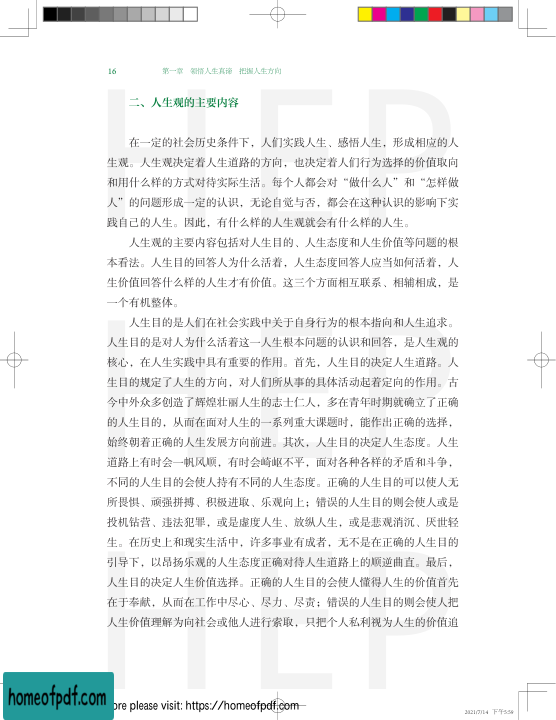 16
第一章 领悟人生真谛 把握人生方向
二、人生观的主要内容
在一定的社会历史条件下，人们实践人生、感悟人生，形成相应的人
生观。人生观决定着人生道路的方向，也决定着人们行为选择的价值取向
和用什么样的方式对待实际生活。每个人都会对“做什么人”和“怎样做
人”的问题形成一定的认识，无论自觉与否，都会在这种认识的影响下实
践自己的人生。因此，有什么样的人生观就会有什么样的人生。
人生观的主要内容包括对人生目的、人生态度和人生价值等问题的根
本看法。人生目的回答人为什么活着，人生态度回答人应当如何活着，人
生价值回答什么样的人生才有价值。这三个方面相互联系、相辅相成，是
一个有机整体。
人生目的是人们在社会实践中关于自身行为的根本指向和人生追求。
人生目的是对人为什么活着这一人生根本问题的认识和回答，是人生观的
核心，在人生实践中具有重要的作用。首先，人生目的决定人生道路。人
生目的规定了人生的方向，对人们所从事的具体活动起着定向的作用。古
今中外众多创造了辉煌壮丽人生的志士仁人，多在青年时期就确立了正确
的人生目的，从而在面对人生的一系列重大课题时，能作出正确的选择，
始终朝着正确的人生发展方向前进。其次，人生目的决定人生态度。人生
道路上有时会一帆风顺，有时会崎岖不平，面对各种各样的矛盾和斗争，
不同的人生目的会使人持有不同的人生态度。正确的人生目的可以使人无
所畏惧、顽强拼搏、积极进取、乐观向上；错误的人生目的则会使人或是
投机钻营、违法犯罪，或是虚度人生、放纵人生，或是悲观消沉、厌世轻
生。在历史上和现实生活中，许多事业有成者，无不是在正确的人生目的
引导下，以昂扬乐观的人生态度正确对待人生道路上的顺逆曲直。最后，
人生目的决定人生价值选择。正确的人生目的会使人懂得人生的价值首先
在于奉献，从而在工作中尽心、尽力、尽责；错误的人生目的则会使人把
人生价值理解为向社会或他人进行索取，只把个人私利视为人生的价值追
HEP
HEP
HEP
homeofpdf.com
ore please visit: https://homeofpdf.com
2021/7/14 下午5:59